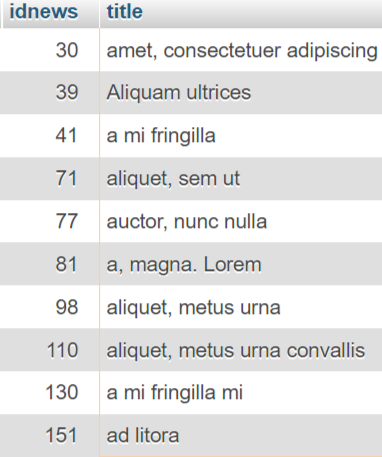 idnews title
30 amet, consectetuer adipiscing
39 Aliquam ultrices
41 a mi fringilla
71 aliquet, sem ut
77 auctor, nunc nulla
81 a, magna. Lorem
98 aliquet, metus urna
110 aliquet, metus urna convallis
130 a mi fringilla mi
151 ad litora